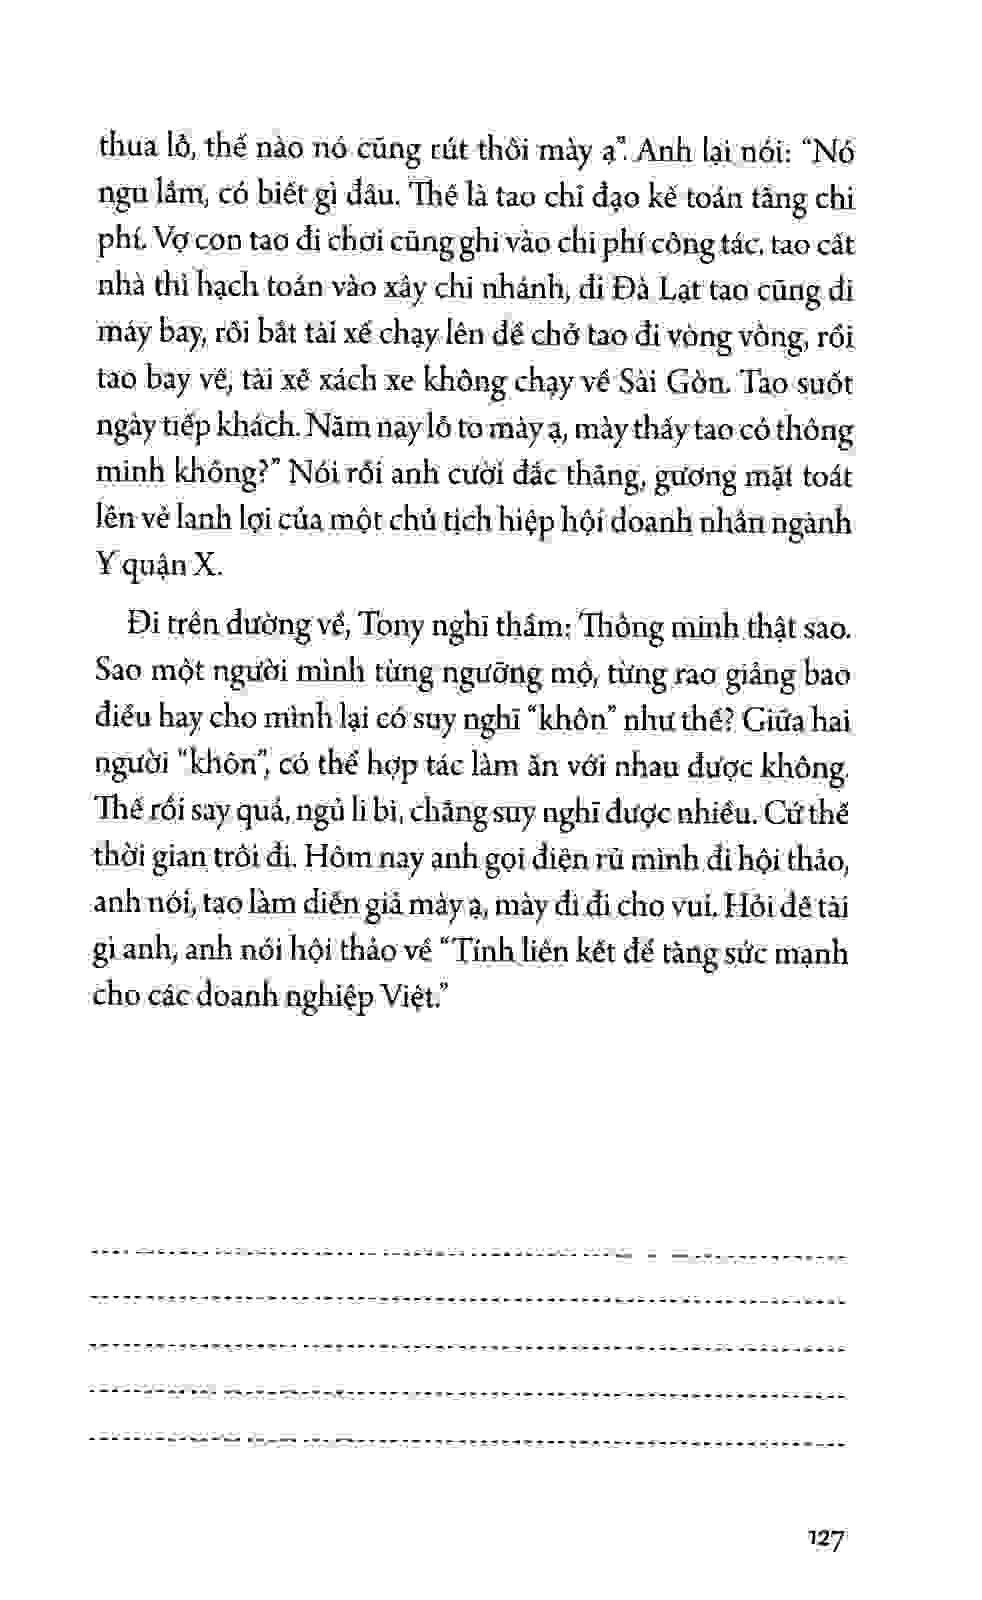 thua lỗ, thế nào nó cũng rút thôi mày ạ”. Anh lại nói: “Nó
ngu lắm, có biết gì đâu. Thế là tao chỉ đạo kế toán tăng chi
phí. Vợ con tao đi chơi cũng ghi vào chi phí công tác, tao cất
nhà thì hạch toán vào xây chi nhánh, đi Đà Lạt tao cũng đi
máy bay, rồi bắt tài xế chạy lên để chở tao đi vòng vòng, rồi
tao bay về, tài xế xách xe không chạy về Sài Gòn. Tao suốt
ngày tiếp khách. Năm nay lỗ to mày ạ, mày thấy tao có thông
minh không?” Nói rồi anh cười đắc thắng, gương mặt toát
lên vẻ lanh lợi của một chủ tịch hiệp hội doanh nhân ngành
Y quận X.
Đi trên đường về, Tony nghĩ thầm: Thông minh thật sao.
Sao một người mình từng ngưỡng mộ, từng rao giảng bao
điều hay cho mình lại có suy nghĩ “khôn” như thế? Giữa hai
người “khôn”, có thể hợp tác làm ăn với nhau được không.
Thế rồi say quá, ngủ li bì, chẳng suy nghĩ được nhiều. Cứ thế
thời gian trôi đi. Hôm nay anh gọi điện rủ mình đi hội thảo,
anh nói, tao làm diễn giả mày ạ, mày đi đi cho vui. Hỏi đề tài
gì anh, anh nói hội thảo về “Tính liên kết để tăng sức mạnh
cho các doanh nghiệp Việt.”
127